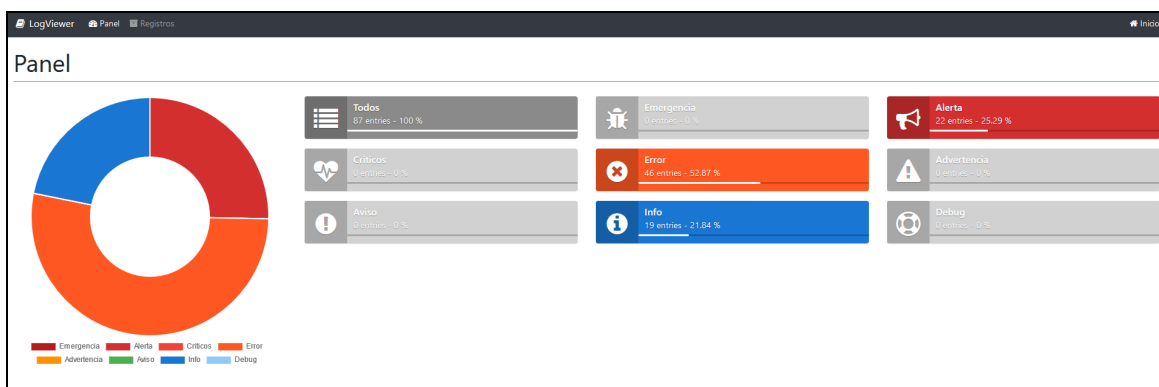 LogViewer Panel Registros Inicio
Panel
Todos
87 entries - 100 %
Emergencia
0 entries - 0 %
Alerta
22 entries - 25.29 %
Críticos
0 entries - 0 %
Error
46 entries - 52.87 %
Advertencia
0 entries - 0 %
Aviso
0 entries - 0 %
Info
19 entries - 21.84 %
Debug
0 entries - 0 %
Emergencia Alerta Críticos Error
Advertencia Aviso Info Debug